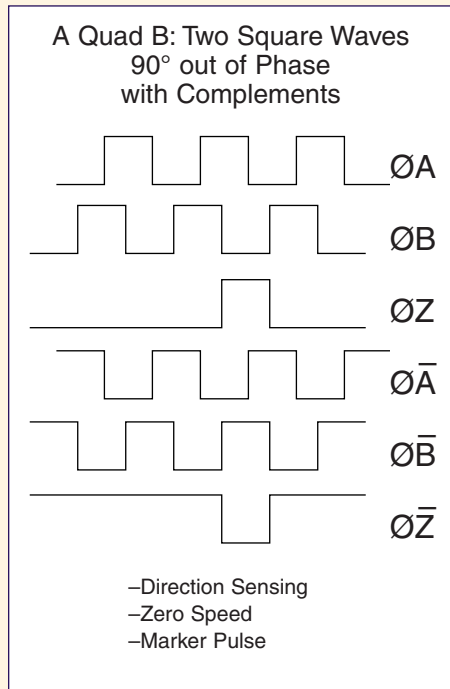 A Quad B: Two Square Waves
90° out of Phase
with Complements
ØA
ØB
ØZ
ØA̅
ØB̅
ØZ̅
–Direction Sensing
–Zero Speed
–Marker Pulse